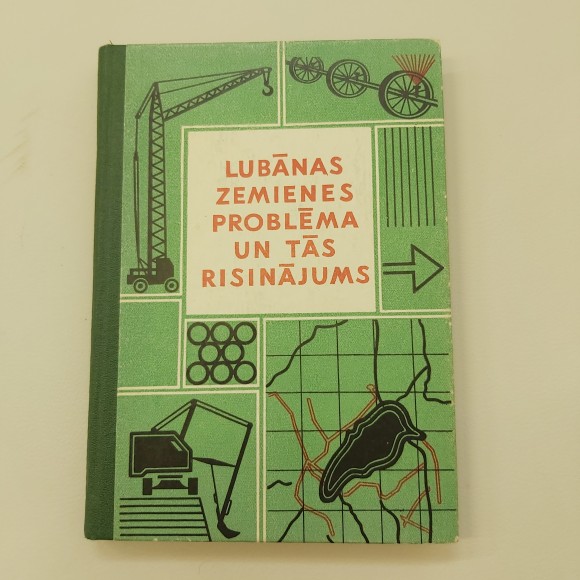 LUBĀNAS
ZEMIENES
PROBLĒMA
UN TĀS
RISINĀJUMS